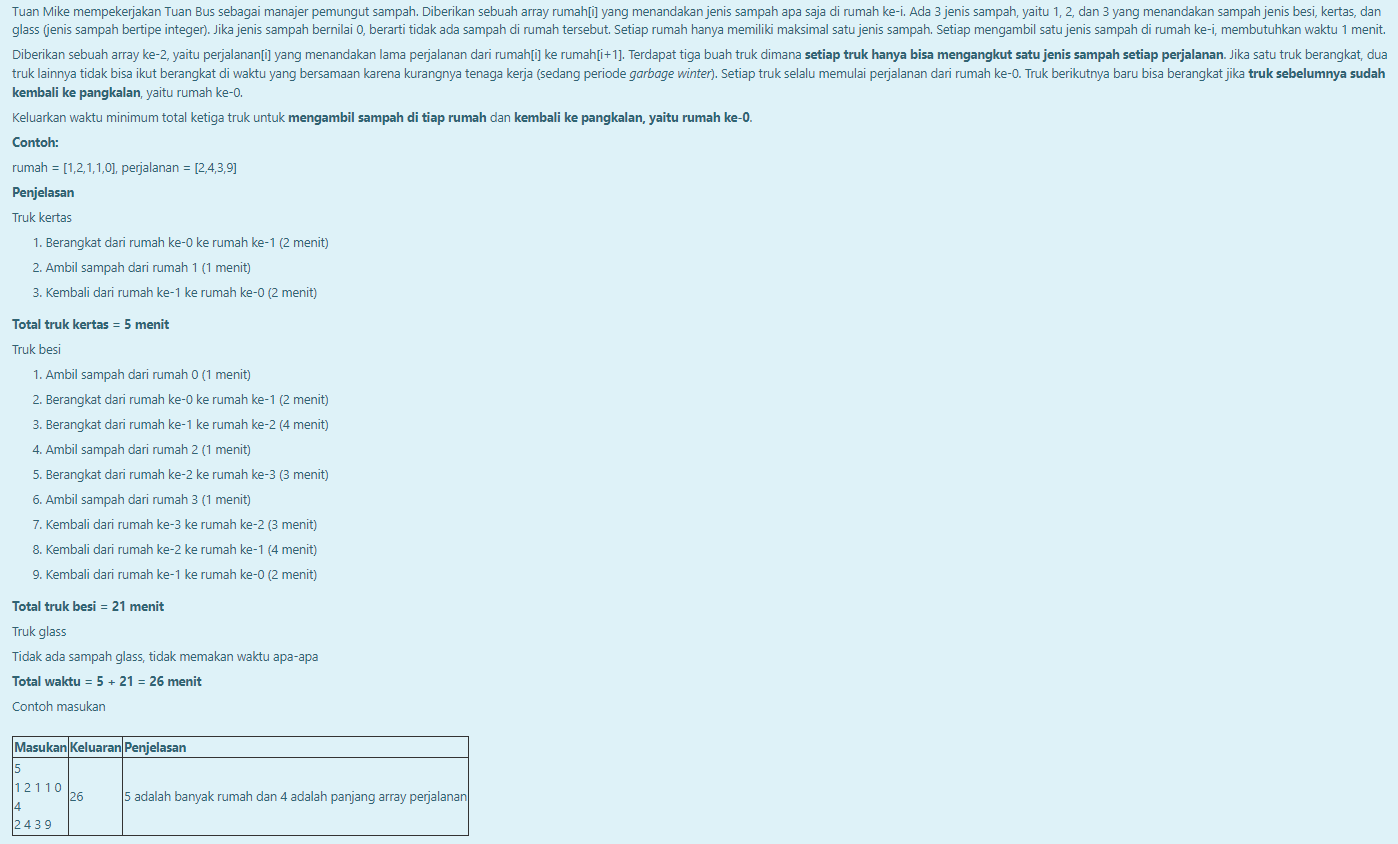 Tuan Mike mempekerjakan Tuan Bus sebagai manajer pemungut sampah. Diberikan sebuah array rumah[i] yang menandakan jenis sampah apa saja di rumah ke-i. Ada 3 jenis sampah, yaitu 1, 2, dan 3 yang menandakan sampah jenis besi, kertas, dan
glass (jenis sampah bertipe integer). Jika jenis sampah bernilai 0, berarti tidak ada sampah di rumah tersebut. Setiap rumah hanya memiliki maksimal satu jenis sampah. Setiap mengambil satu jenis sampah di rumah ke-i, membutuhkan waktu 1 menit.
Diberikan sebuah array ke-2, yaitu perjalanan[i] yang menandakan lama perjalanan dari rumah[i] ke rumah[i+1]. Terdapat tiga buah truk dimana setiap truk hanya bisa mengangkut satu jenis sampah setiap perjalanan. Jika satu truk berangkat, dua
truk lainnya tidak bisa ikut berangkat di waktu yang bersamaan karena kurangnya tenaga kerja (sedang periode garbage winter). Setiap truk selalu memulai perjalanan dari rumah ke-0. Truk berikutnya baru bisa berangkat jika truk sebelumnya sudah
kembali ke pangkalan, yaitu rumah ke-0.
Keluarkan waktu minimum total ketiga truk untuk mengambil sampah di tiap rumah dan kembali ke pangkalan, yaitu rumah ke-0.
Contoh:
rumah = [1,2,1,1,0], perjalanan = [2,4,3,9]
Penjelasan
Truk kertas
1. Berangkat dari rumah ke-0 ke rumah ke-1 (2 menit)
2. Ambil sampah dari rumah 1 (1 menit)
3. Kembali dari rumah ke-1 ke rumah ke-0 (2 menit)
Total truk kertas = 5 menit
Truk besi
1. Ambil sampah dari rumah 0 (1 menit)
2. Berangkat dari rumah ke-0 ke rumah ke-1 (2 menit)
3. Berangkat dari rumah ke-1 ke rumah ke-2 (4 menit)
4. Ambil sampah dari rumah 2 (1 menit)
5. Berangkat dari rumah ke-2 ke rumah ke-3 (3 menit)
6. Ambil sampah dari rumah 3 (1 menit)
7. Kembali dari rumah ke-3 ke rumah ke-2 (3 menit)
8. Kembali dari rumah ke-2 ke rumah ke-1 (4 menit)
9. Kembali dari rumah ke-1 ke rumah ke-0 (2 menit)
Total truk besi = 21 menit
Truk glass
Tidak ada sampah glass, tidak memakan waktu apa-apa
Total waktu = 5 + 21 = 26 menit
Contoh masukan
Masukan Keluaran Penjelasan
5
1 2 1 1 0
4
2 4 3 9
26
5 adalah banyak rumah dan 4 adalah panjang array perjalanan